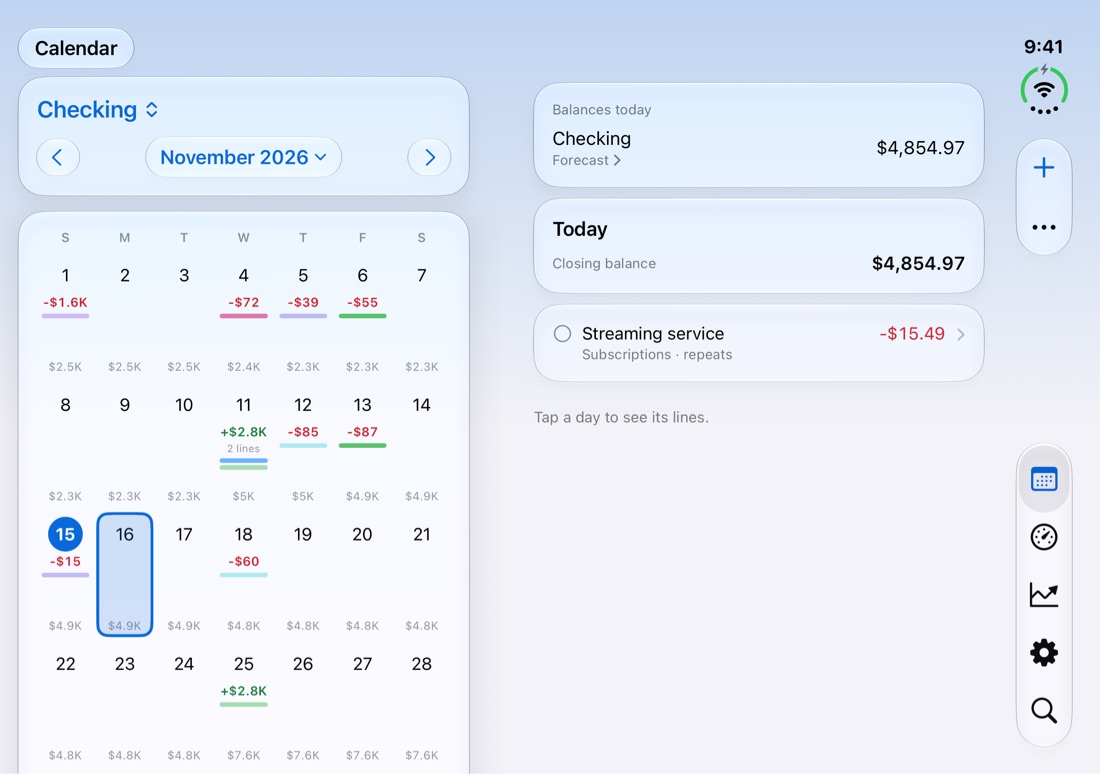 Calendar
9:41
Checking
November 2026
S M T W T F S
1 2 3 4 5 6 7
-$1.6K -$72 -$39 -$55
$2.5K $2.5K $2.5K $2.4K $2.3K $2.3K $2.3K
8 9 10 11 12 13 14
+$2.8K -$85 -$87
2 lines
$2.3K $2.3K $2.3K $5K $5K $4.9K $4.9K
15 16 17 18 19 20 21
-$15 -$60
$4.9K $4.9K $4.9K $4.8K $4.8K $4.8K $4.8K
22 23 24 25 26 27 28
+$2.8K
$4.8K $4.8K $4.8K $7.6K $7.6K $7.6K $7.6K
Balances today
Checking $4,854.97
Forecast
Today
Closing balance $4,854.97
Streaming service -$15.49
Subscriptions · repeats
Tap a day to see its lines.